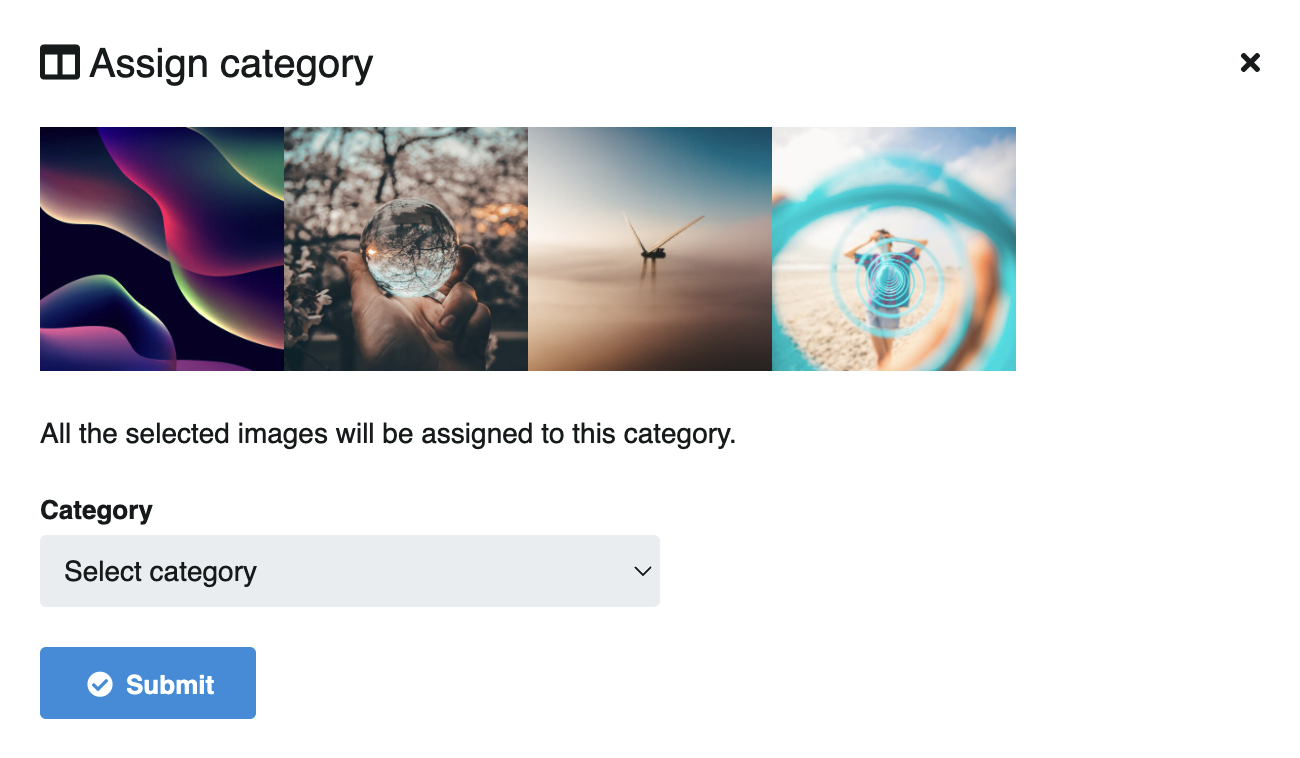 Assign category
All the selected images will be assigned to this category.
Category
Select category
Submit